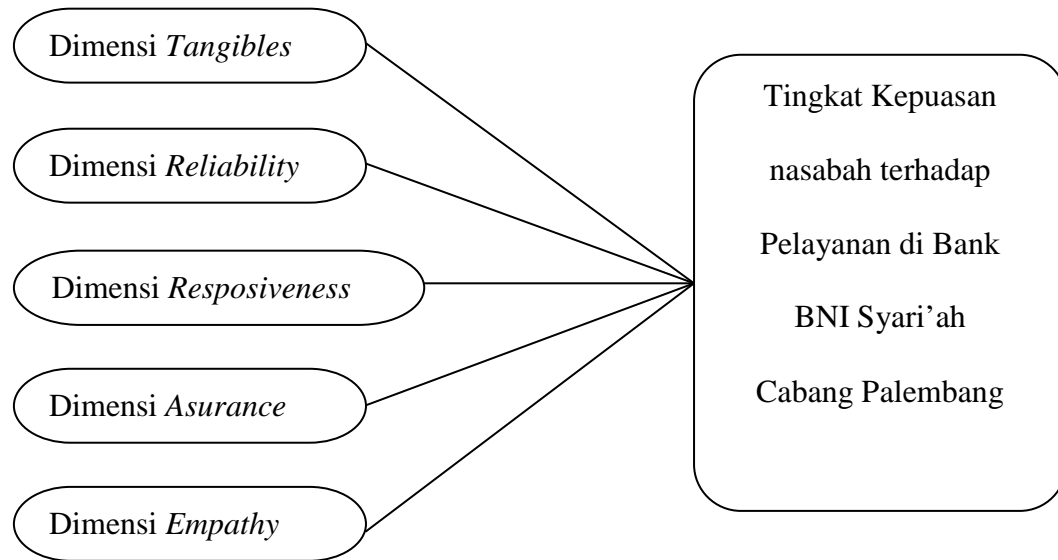 Dimensi Tangibles
Dimensi Reliability
Dimensi Resposiveness
Dimensi Asurance
Dimensi Empathy
Tingkat Kepuasan
nasabah terhadap
Pelayanan di Bank
BNI Syari’ah
Cabang Palembang